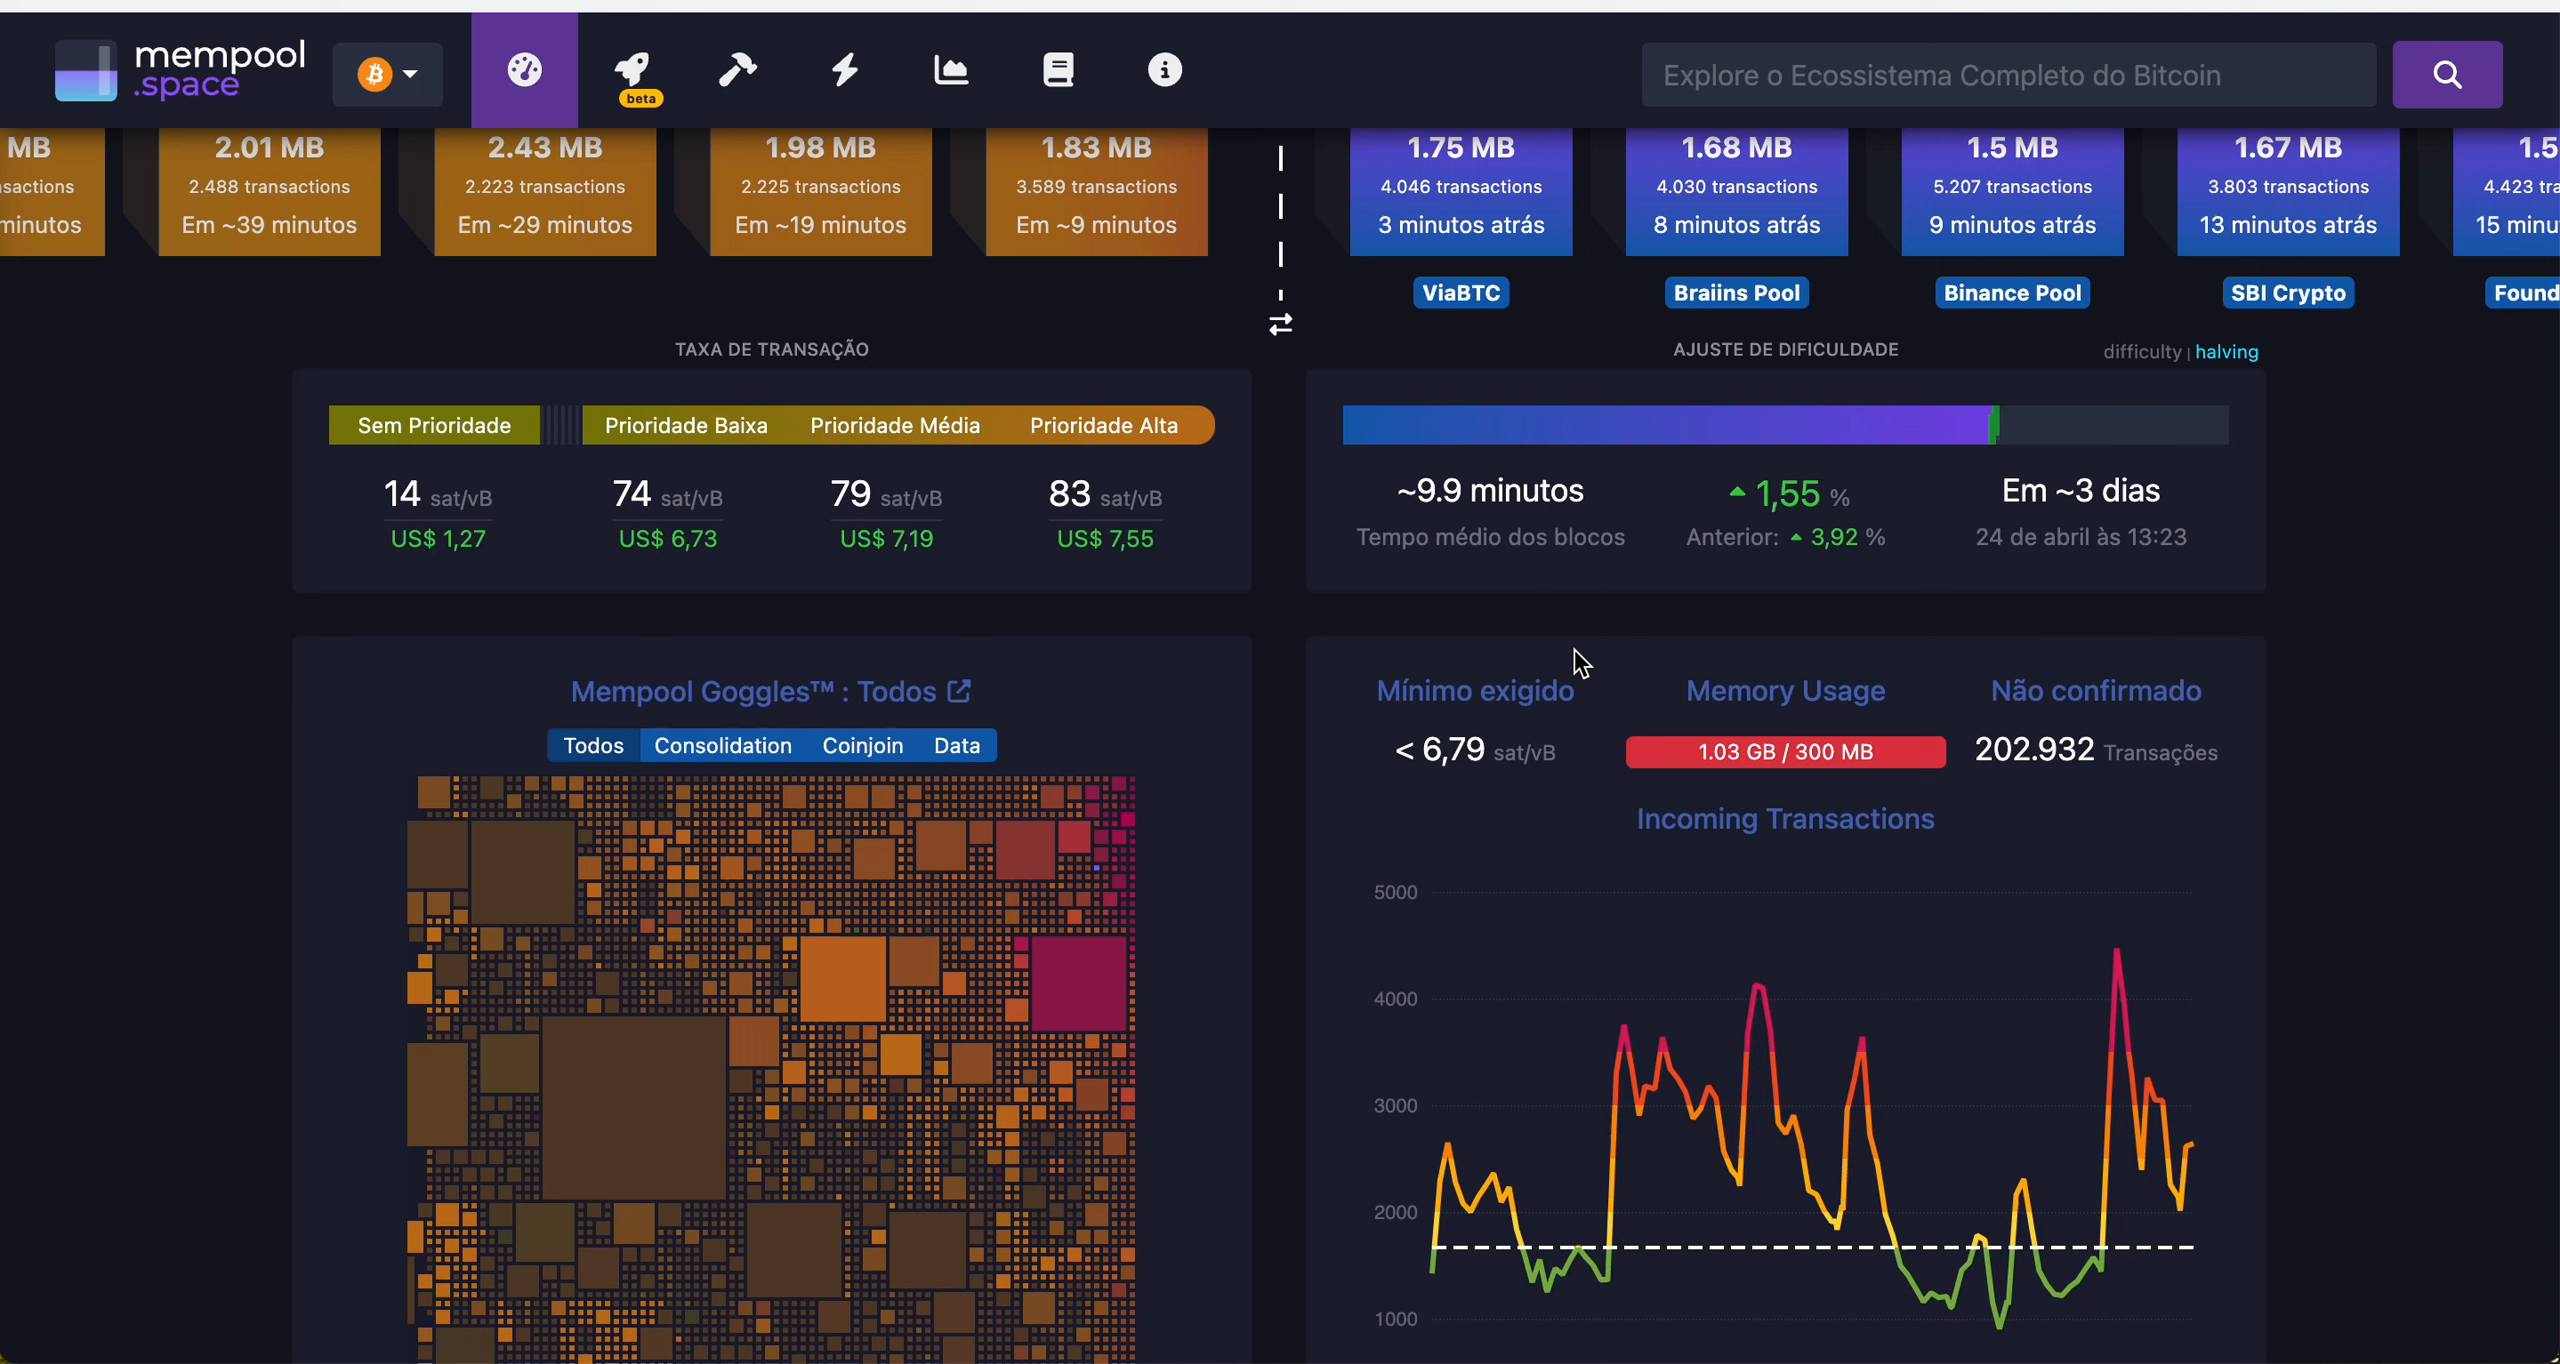 mempool
.space
beta
Explore o Ecossistema Completo do Bitcoin
MB 2.01 MB 2.43 MB 1.98 MB 1.83 MB 1.75 MB 1.68 MB 1.5 MB 1.67 MB 1.5
2.488 transactions 2.223 transactions 2.225 transactions 3.589 transactions 4.046 transactions 4.030 transactions 5.207 transactions 3.803 transactions 4.423
minutos Em ~39 minutos Em ~29 minutos Em ~19 minutos Em ~9 minutos 3 minutos atrás 8 minutos atrás 9 minutos atrás 13 minutos atrás 15
ViaBTC Braiins Pool Binance Pool SBI Crypto Found
TAXA DE TRANSAÇÃO
Sem Prioridade Prioridade Baixa Prioridade Média Prioridade Alta
14 sat/vB 74 sat/vB 79 sat/vB 83 sat/vB
US$ 1,27 US$ 6,73 US$ 7,19 US$ 7,55
AJUSTE DE DIFICULDADE difficulty | halving
~9.9 minutos 1,55 % Em ~3 dias
Tempo médio dos blocos Anterior: 3,92 % 24 de abril às 13:23
Mempool Goggles™ : Todos
Todos Consolidation Coinjoin Data
Mínimo exigido Memory Usage Não confirmado
< 6,79 sat/vB 1.03 GB / 300 MB 202.932 Transações
Incoming Transactions
5000
4000
3000
2000
1000